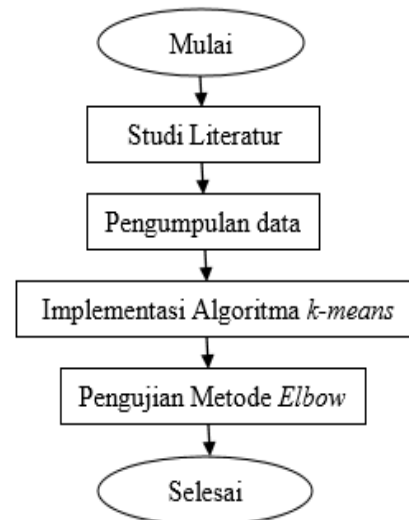 Mulai
Studi Literatur
Pengumpulan data
Implementasi Algoritma k-means
Pengujian Metode Elbow
Selesai